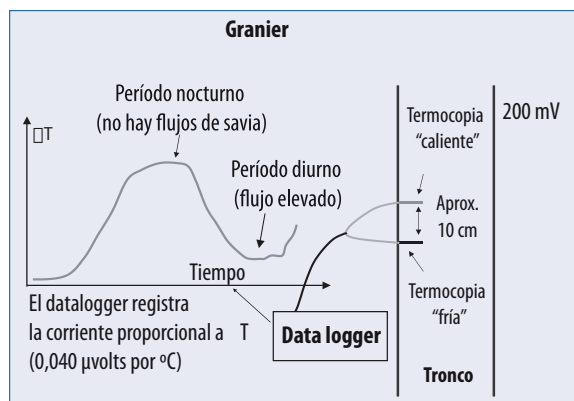 Granier
Período nocturno
(no hay flujos de savia)
□T
Período diurno
(flujo elevado)
Tiempo
El datalogger registra
la corriente proporcional a T
(0,040 µvolts por ºC)
Data logger
Termocopia
“caliente”
200 mV
Aprox.
10 cm
Termocopia
“fría”
Tronco